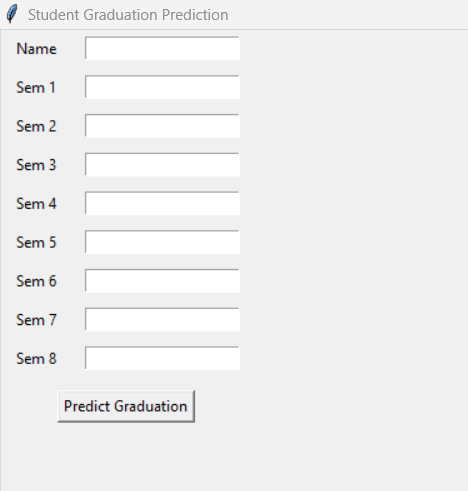 Student Graduation Prediction
Name
Sem 1
Sem 2
Sem 3
Sem 4
Sem 5
Sem 6
Sem 7
Sem 8
Predict Graduation